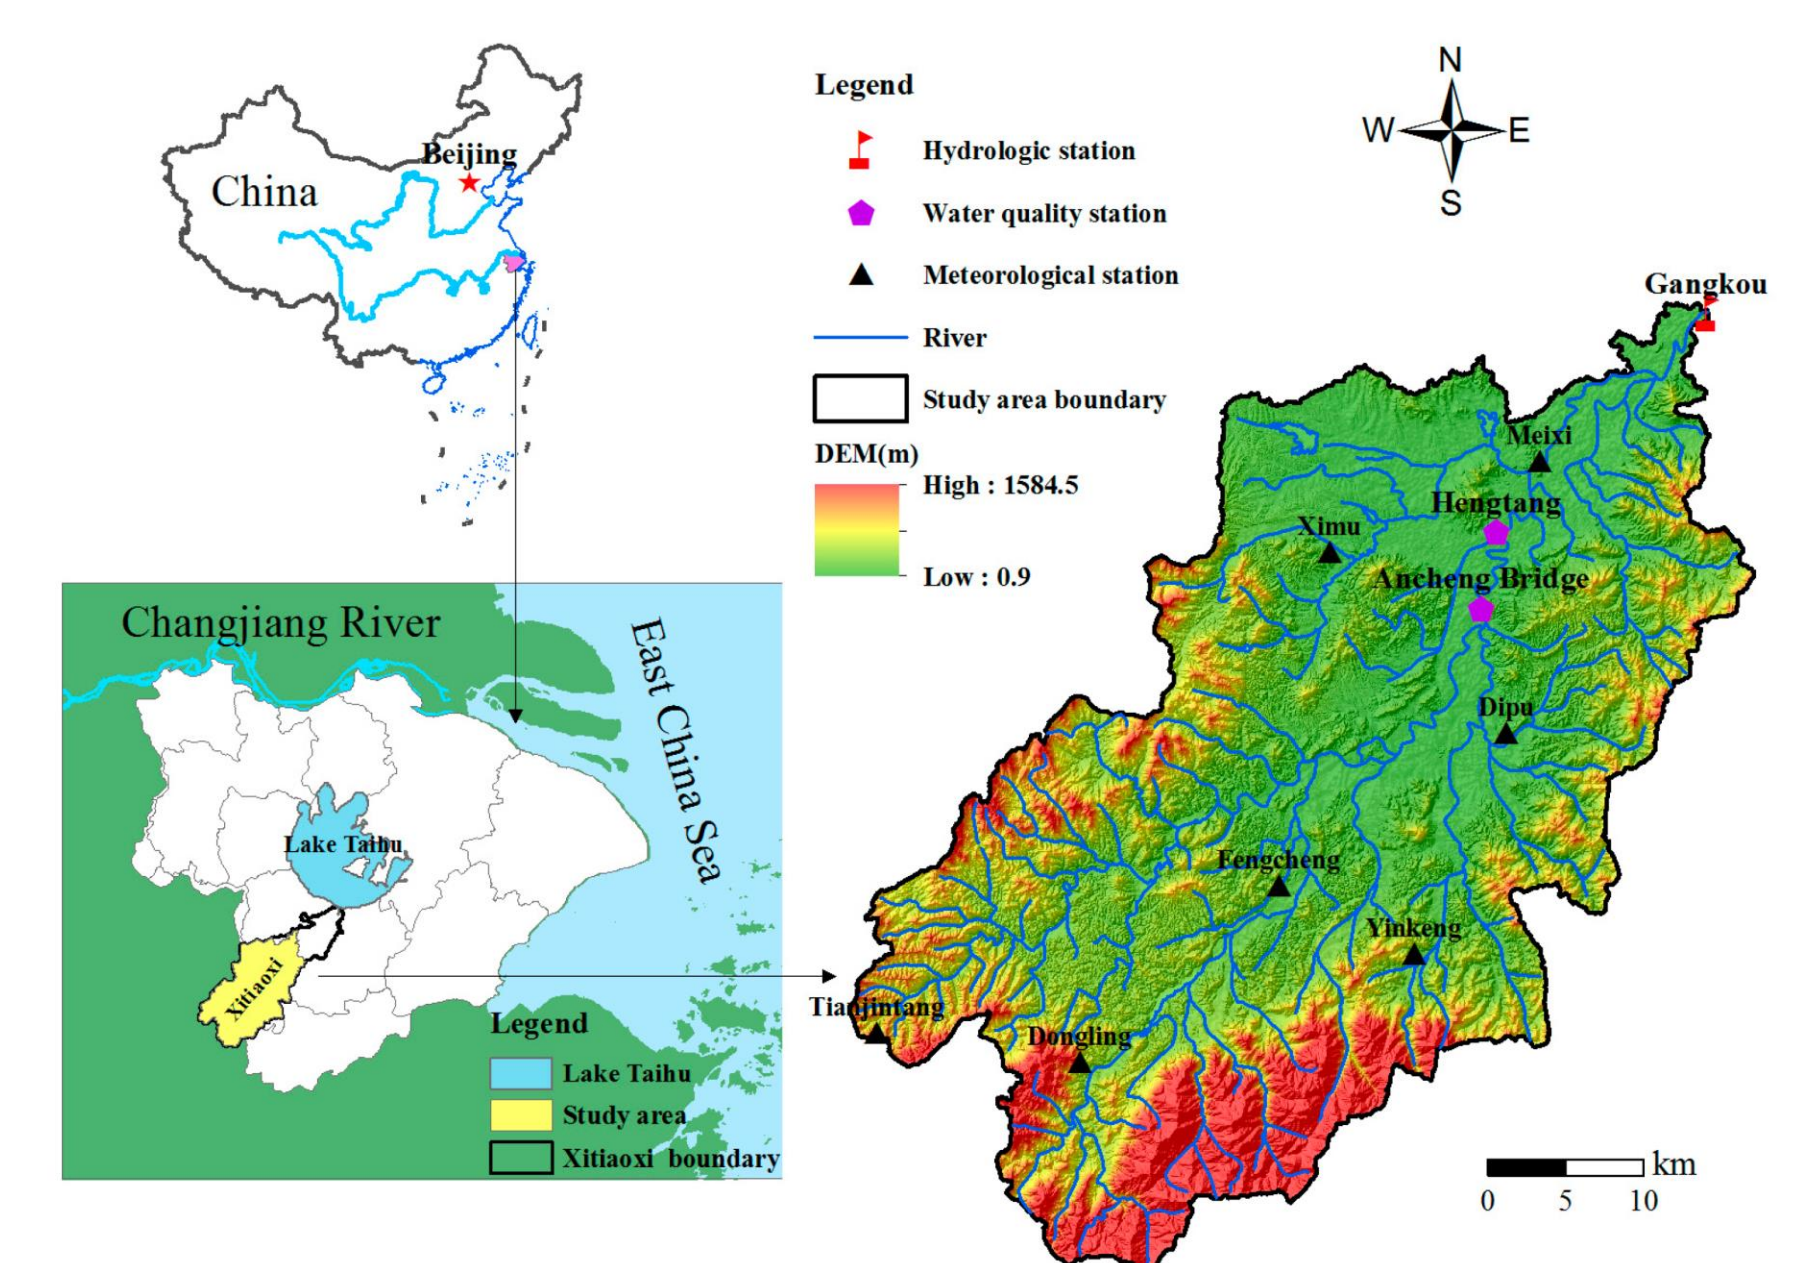 Beijing
China
Legend
Hydrologic station
Water quality station
Meteorological station
River
Study area boundary
DEM(m)
High : 1584.5
Low : 0.9
N
W
E
S
Gangkou
Meixi
Hengtang
Ximu
Ancheng Bridge
Dipu
Fengcheng
Yinkeng
Tianjintang
Dongling
km
0 5 10
Changjiang River
East China Sea
Lake Taihu
Xitiaoxi
Legend
Lake Taihu
Study area
Xitiaoxi boundary